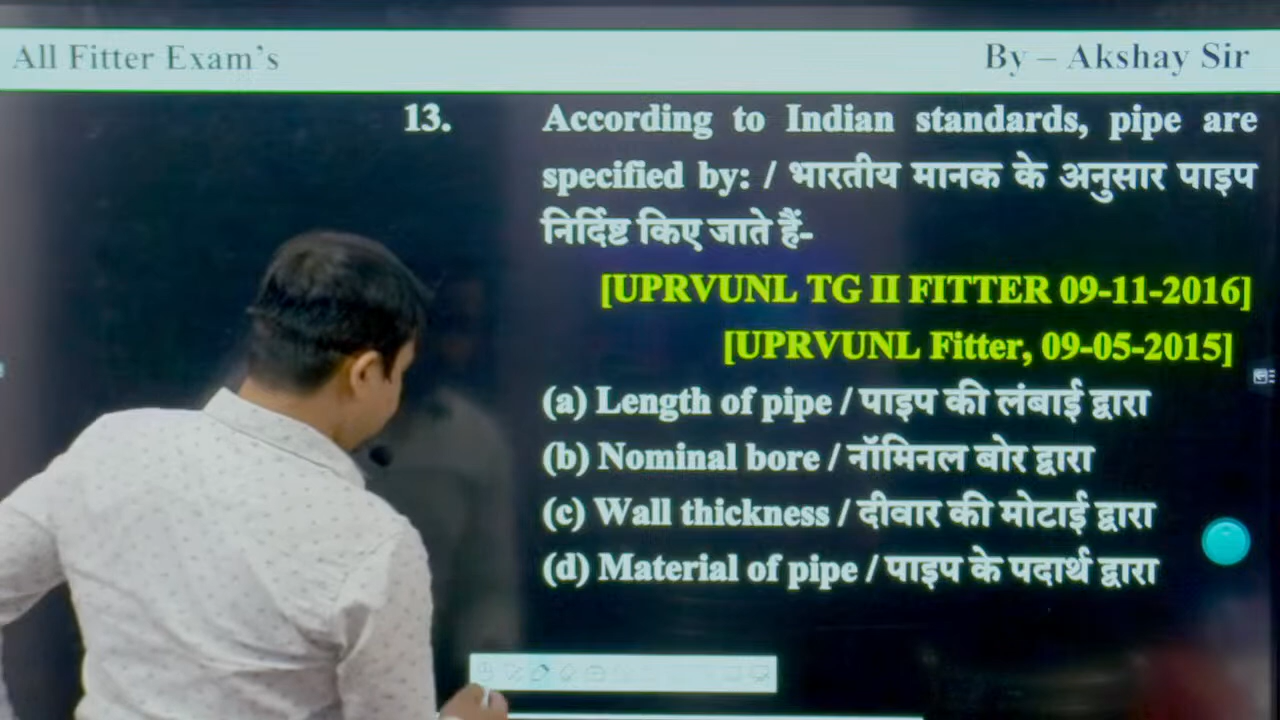 All Fitter Exam's
By – Akshay Sir
13. According to Indian standards, pipe are
specified by: / भारतीय मानक के अनुसार पाइप
निर्दिष्ट किए जाते हैं-
[UPRVUNL TG II FITTER 09-11-2016]
[UPRVUNL Fitter, 09-05-2015]
(a) Length of pipe / पाइप की लंबाई द्वारा
(b) Nominal bore / नॉमिनल बोर द्वारा
(c) Wall thickness / दीवार की मोटाई द्वारा
(d) Material of pipe / पाइप के पदार्थ द्वारा